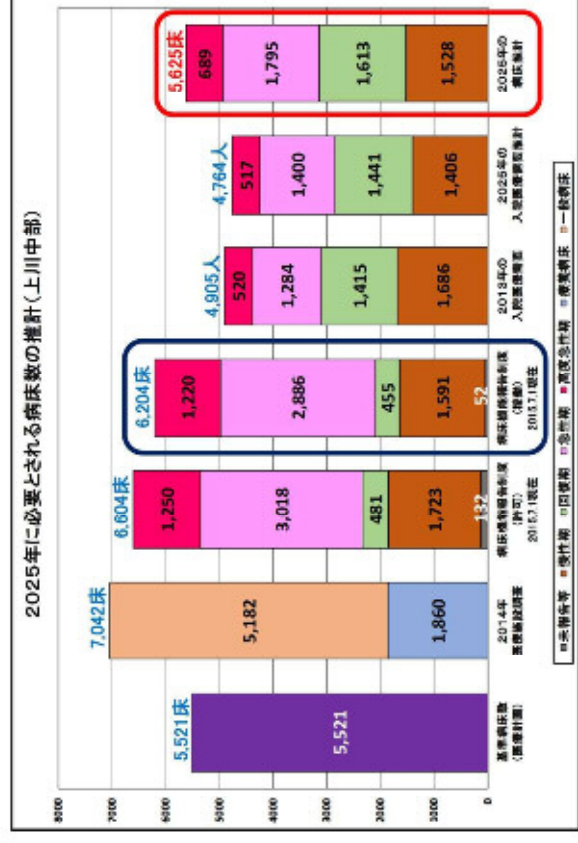 2025年に必要とされる病床数の推計(上川中部)
8000
7000
6000
5000
4000
3000
2000
1000
0
5,521床
5,521
基準病床数
(医療計画)
7,042床
5,182
1,860
2014年
医療施設調査
6,604床
1,250
3,018
481
1,723
132
病床機能報告制度
(許可)
2015.7.1現在
6,204床
1,220
2,886
455
1,591
52
病床機能報告制度
(稼働)
2015.7.1現在
4,905人
520
1,284
1,415
1,686
2013年の
入院医療需要
4,764人
517
1,400
1,441
1,406
2025年の
入院医療需要推計
5,625床
689
1,795
1,613
1,528
2025年の
病床推計
未報告等 慢性期 回復期 急性期 高度急性期 療養病床 一般病床